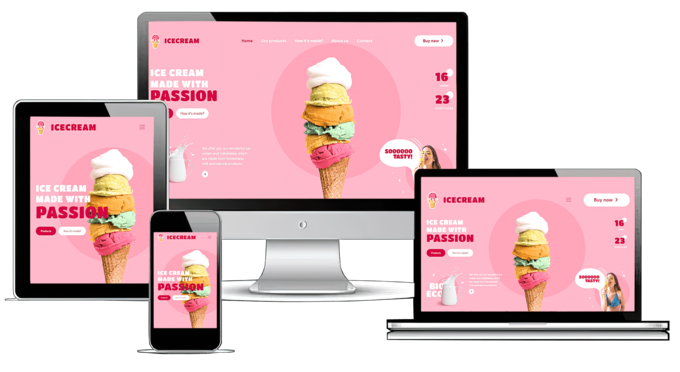 ICECREAM
Home Our products How it's made? About us Contact
Buy now >
ICE CREAM
MADE WITH
PASSION
How it's made?
16
23
SOOOOOO
TASTY!
ICECREAM
ICE CREAM
MADE WITH
PASSION
Products How it's made?
ICECREAM
ICE CREAM
MADE WITH
PASSION
ICECREAM
Buy now >
ICE CREAM
MADE WITH
PASSION
Products How it's made?
16
23
BIO
ECO
SOOOOOO
TASTY!